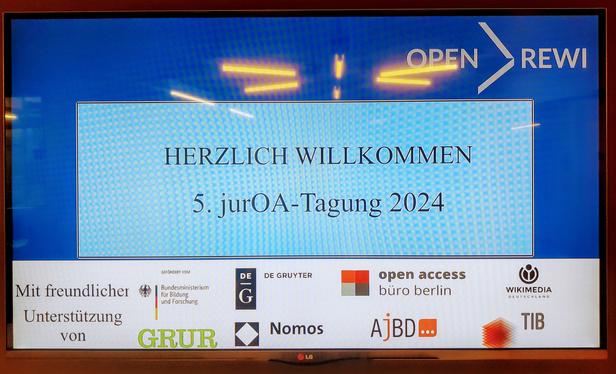 OPEN REWI
HERZLICH WILLKOMMEN
5. jurOA-Tagung 2024
Mit freundlicher
Unterstützung
von
GEFÖRDERT VOM
Bundesministerium
für Bildung
und Forschung
DE
G
DE GRUYTER
open access
büro berlin
WIKIMEDIA
DEUTSCHLAND
GRUR
Nomos
AjBD
TIB
LG